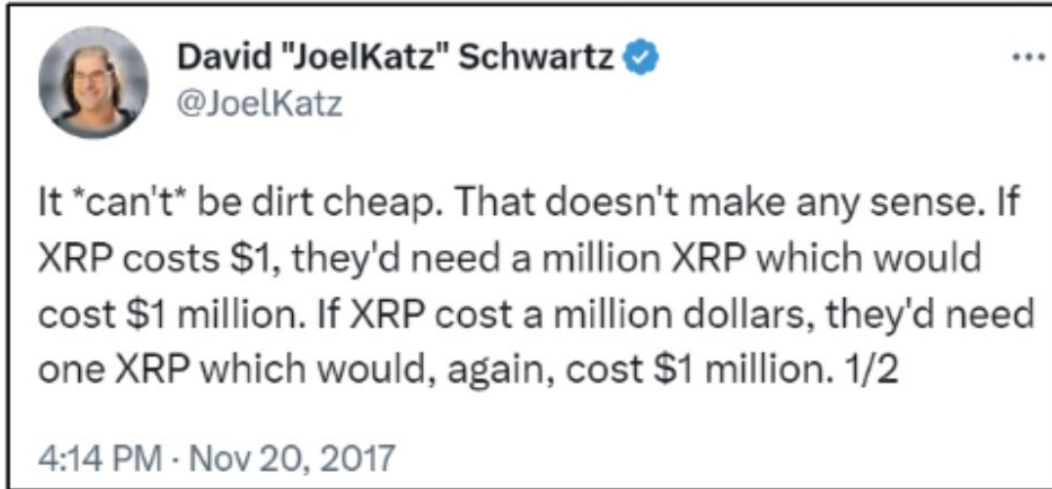 David "JoelKatz" Schwartz
@JoelKatz
It *can't* be dirt cheap. That doesn't make any sense. If
XRP costs $1, they'd need a million XRP which would
cost $1 million. If XRP cost a million dollars, they'd need
one XRP which would, again, cost $1 million. 1/2
4:14 PM · Nov 20, 2017